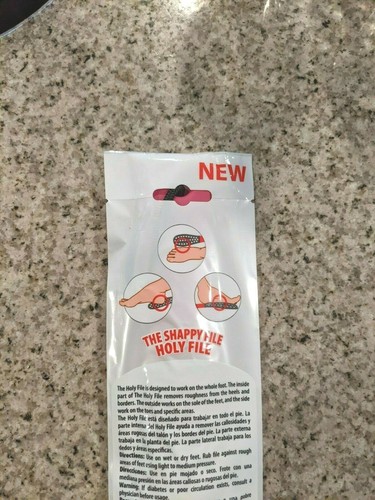 NEW
THE SHAPPY FILE
HOLY FILE
The Holy File is designed to work on the whole foot. The inside
part of The Holy File removes roughness from the heels and
borders. The outside works on the sole of the feet, and the side
work on toes and specific areas.
The Holy File está diseñado para trabajar en todo el pie. La
parte interna del Holy File ayuda a remover las callosidades y
áreas rugosas del talón y los bordes del pie. La parte externa
trabaja en la planta del pie. La parte lateral trabaja para los
dedos y áreas específicas.
Directions: Use on wet or dry feet. Rub file against rough
areas of feet using light to medium pressure.
Direcciones: Use en pie mojado o seco. Frote con una
mediana presión en las áreas callosas o rugosas del pie.
Warning: If diabetes or poor circulation exists, consult a
physician before usage.